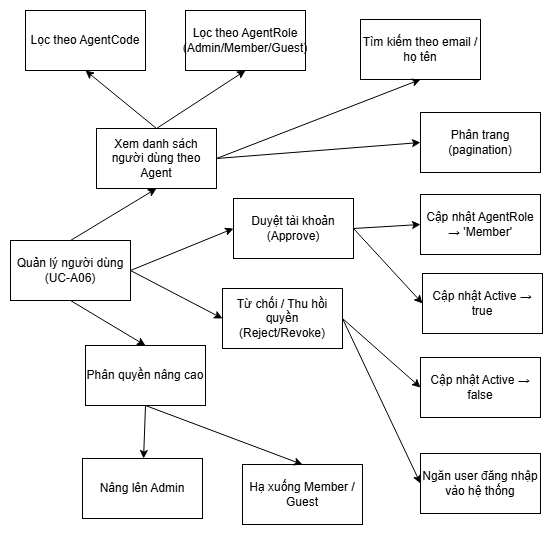 Lọc theo AgentCode
Lọc theo AgentRole
(Admin/Member/Guest)
Tìm kiếm theo email /
họ tên
Xem danh sách
người dùng theo
Agent
Phân trang
(pagination)
Duyệt tài khoản
(Approve)
Cập nhật AgentRole
→ 'Member'
Quản lý người dùng
(UC-A06)
Từ chối / Thu hồi
quyền
(Reject/Revoke)
Cập nhật Active →
true
Phân quyền nâng cao
Cập nhật Active →
false
Nâng lên Admin
Hạ xuống Member /
Guest
Ngăn user đăng nhập
vào hệ thống